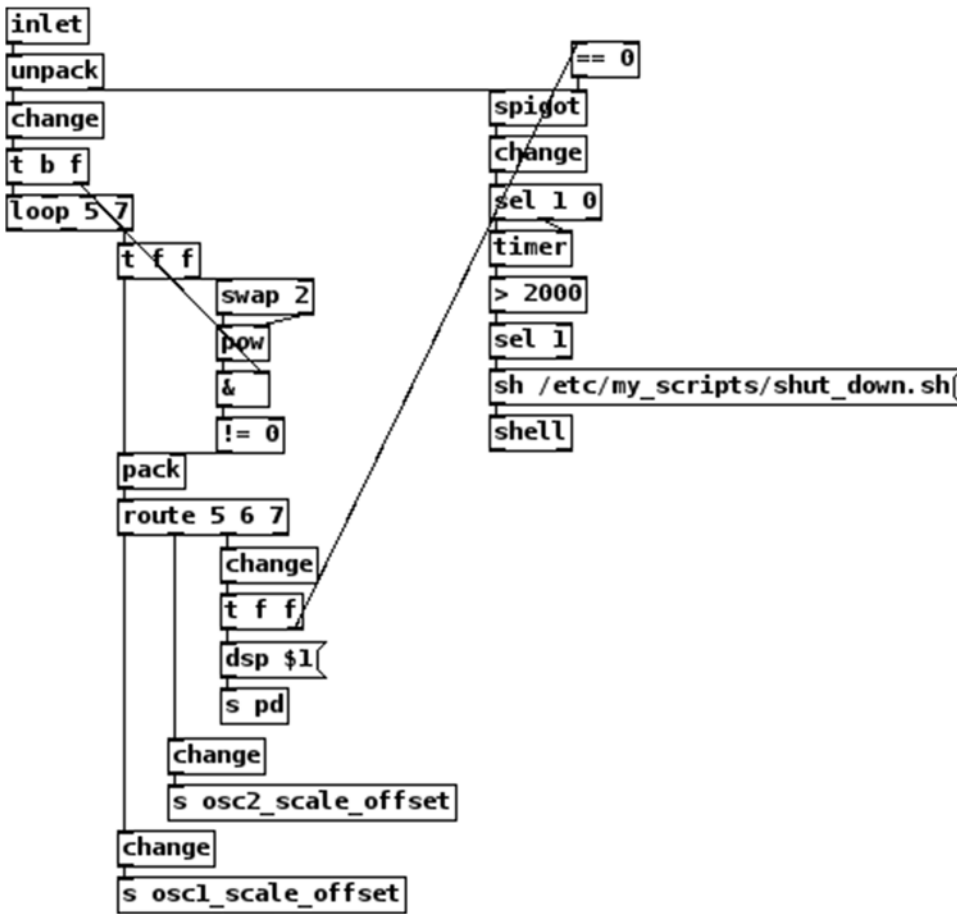 inlet
unpack
change
t b f
loop 5 7
t f f
swap 2
pow
&
!= 0
pack
route 5 6 7
change
t f f
dsp $1
s pd
change
s osc2_scale_offset
change
s osc1_scale_offset
== 0
spigot
change
sel 1 0
timer
> 2000
sel 1
sh /etc/my_scripts/shut_down.sh
shell